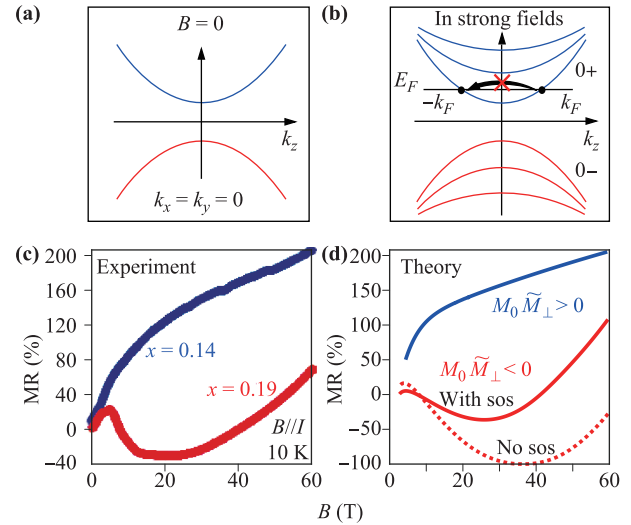 (a)
B = 0
k_z
k_x = k_y = 0
(b)
In strong fields
0+
E_F
−k_F
k_F
k_z
0−
(c)
Experiment
MR (%)
200
160
120
80
40
0
−40
x = 0.14
x = 0.19
B//I
10 K
0 20 40 60
(d)
Theory
MR (%)
200
150
100
50
0
−50
−100
M_0 M̃_⊥ > 0
M_0 M̃_⊥ < 0
With sos
No sos
0 20 40 60
B (T)